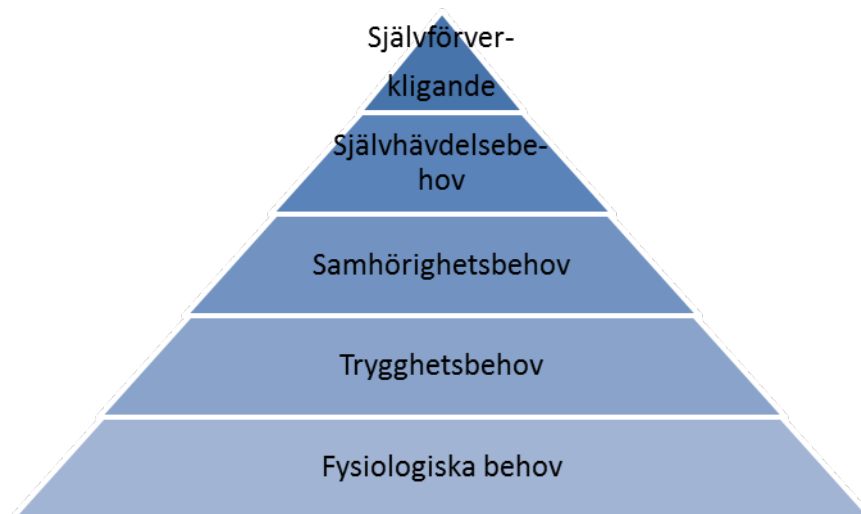 Självförver-
kligande
Självhävdelsebe-
hov
Samhörighetsbehov
Trygghetsbehov
Fysiologiska behov